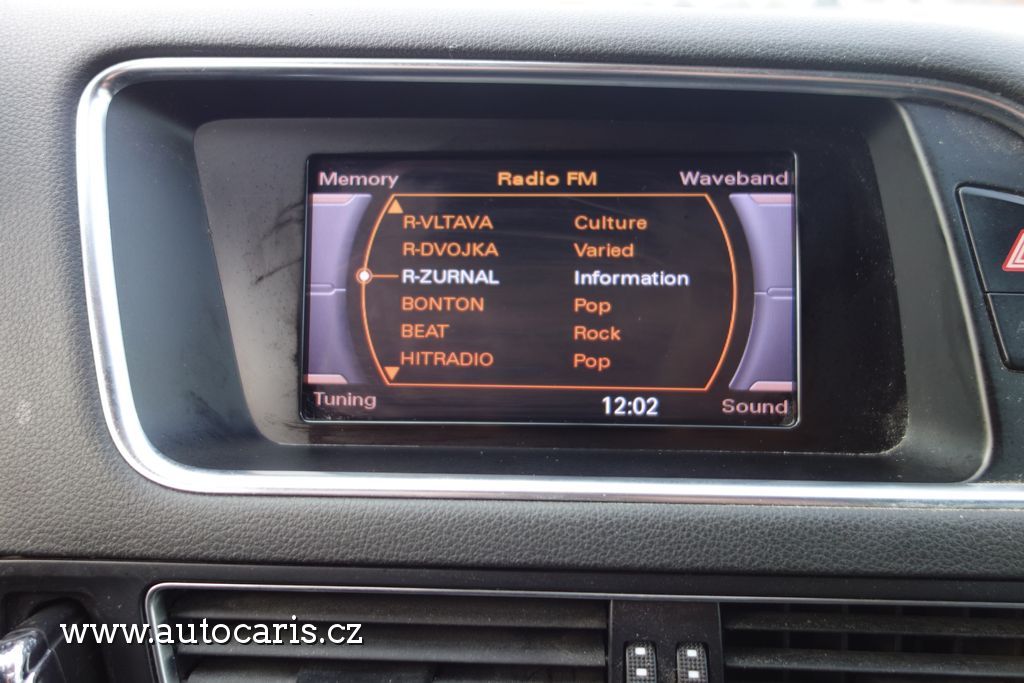 Memory Radio FM Waveband
R-VLTAVA Culture
R-DVOJKA Varied
R-ZURNAL Information
BONTON Pop
BEAT Rock
HITRADIO Pop
Tuning 12:02 Sound
www.autocaris.cz